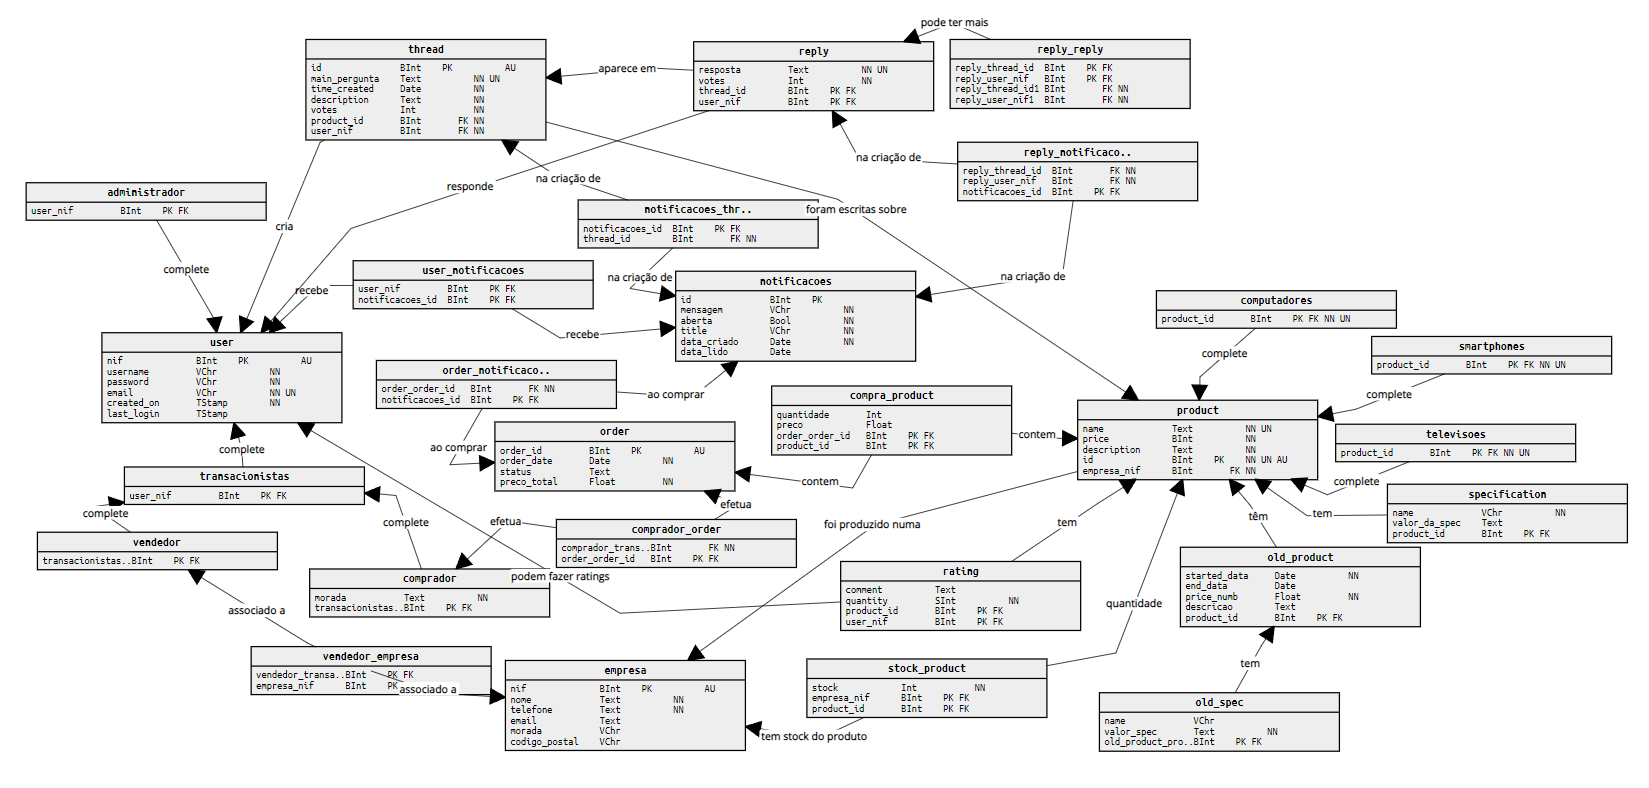 pode ter mais
thread
id BInt PK AU
main_pergunta Text NN UN
time_created Date NN
description Text NN
votes Int NN
product_id BInt FK NN
user_nif BInt FK NN
aparece em
reply
resposta Text NN UN
votes Int NN
thread_id BInt PK FK
user_nif BInt PK FK
reply_reply
reply_thread_id BInt PK FK
reply_user_nif BInt PK FK
reply_thread_id1 BInt FK NN
reply_user_nif1 BInt FK NN
na criação de
reply_notificaco..
reply_thread_id BInt FK NN
reply_user_nif BInt FK NN
notificacoes_id BInt PK FK
administrador
user_nif BInt PK FK
responde
na criação de
cria
notificacoes_thr..
notificacoes_id BInt PK FK
thread_id BInt FK NN
foram escritas sobre
complete
recebe
user_notificacoes
user_nif BInt PK FK
notificacoes_id BInt PK FK
na criação de
recebe
notificacoes
id BInt PK
mensagem VChr NN
aberta Bool NN
title VChr NN
data_criado Date NN
data_lido Date
na criação de
computadores
product_id BInt PK FK NN UN
complete
smartphones
product_id BInt PK FK NN UN
complete
user
nif BInt PK AU
username VChr NN
password VChr NN
email VChr NN UN
created_on TStamp NN
last_login TStamp
order_notificaco..
order_order_id BInt FK NN
notificacoes_id BInt PK FK
ao comprar
ao comprar
compra_product
quantidade Int
preco Float
order_order_id BInt PK FK
product_id BInt PK FK
contem
product
name Text NN UN
price BInt NN
description Text NN
id BInt PK NN UN AU
empresa_nif BInt FK NN
televisoes
product_id BInt PK FK NN UN
complete
order
order_id BInt PK AU
order_date Date NN
status Text
preco_total Float NN
contem
complete
transacionistas
user_nif BInt PK FK
complete
vendedor
transacionistas..BInt PK FK
complete
efetua
efetua
comprador_order
comprador_trans..BInt FK NN
order_order_id BInt PK FK
foi produzido numa
tem
têm
tem
specification
name VChr NN
valor_da_spec Text
product_id BInt PK FK
comprador
morada Text NN
transacionistas..BInt PK FK
podem fazer ratings
rating
comment Text
quantity SInt NN
product_id BInt PK FK
user_nif BInt PK FK
quantidade
old_product
started_data Date NN
end_data Date
price_numb Float NN
descricao Text
product_id BInt PK FK
associado a
vendedor_empresa
vendedor_transa..BInt PK FK
empresa_nif BInt PK
associado a
empresa
nif BInt PK AU
nome Text NN
telefone Text NN
email Text
morada VChr
codigo_postal VChr
stock_product
stock Int NN
empresa_nif BInt PK FK
product_id BInt PK FK
tem stock do produto
tem
old_spec
name VChr
valor_spec Text NN
old_product_pro..BInt PK FK